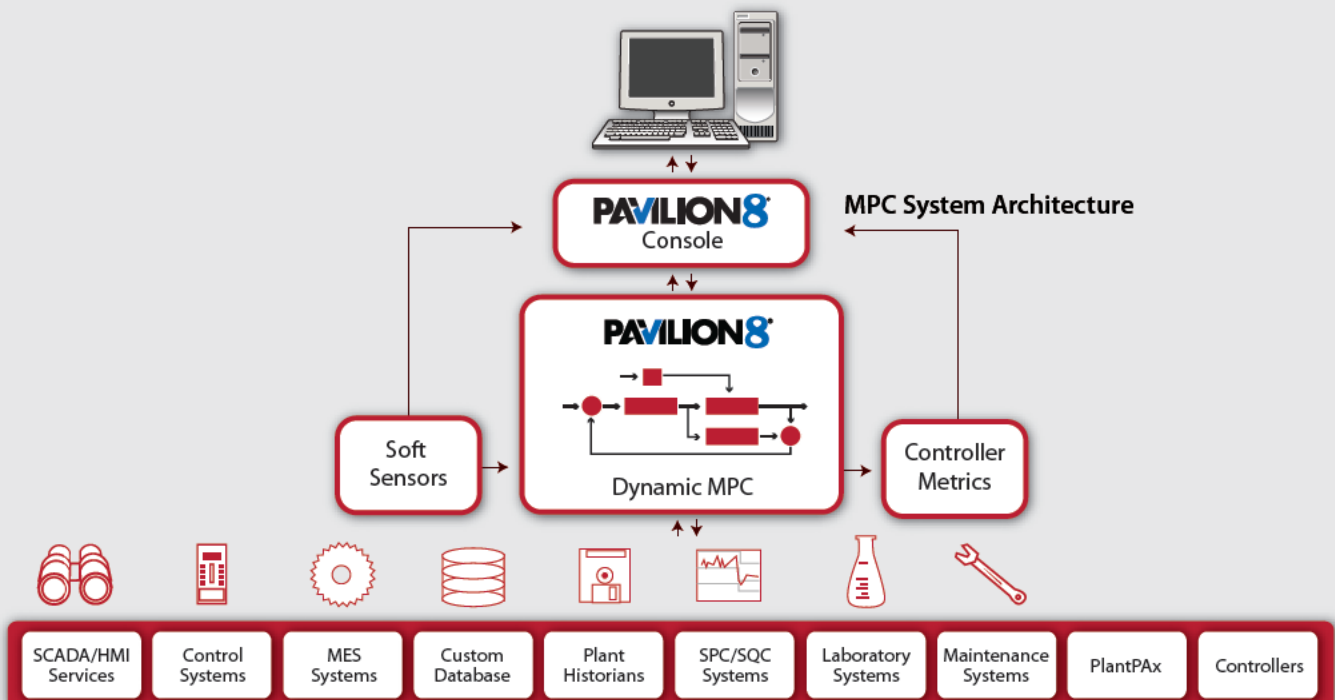 PAVILION8
Console
MPC System Architecture
PAVILION8
Dynamic MPC
Soft
Sensors
Controller
Metrics
SCADA/HMI
Services
Control
Systems
MES
Systems
Custom
Database
Plant
Historians
SPC/SQC
Systems
Laboratory
Systems
Maintenance
Systems
PlantPAx
Controllers